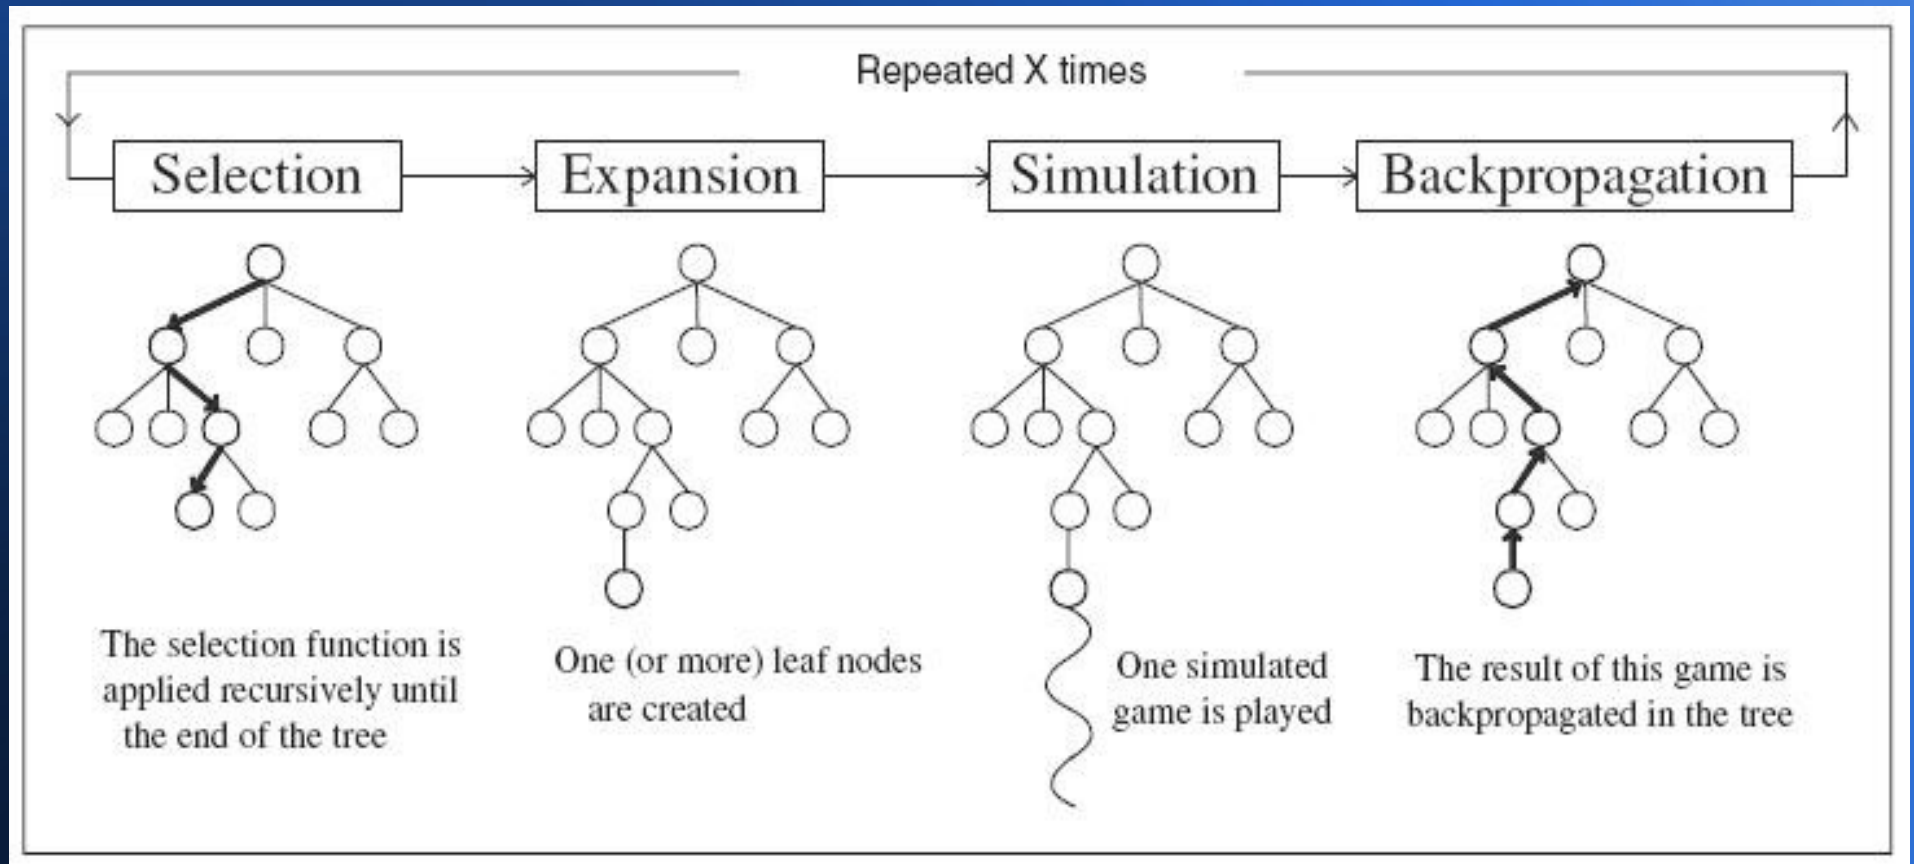 Repeated X times
Selection
Expansion
Simulation
Backpropagation
The selection function is
applied recursively until
the end of the tree
One (or more) leaf nodes
are created
One simulated
game is played
The result of this game is
backpropagated in the tree